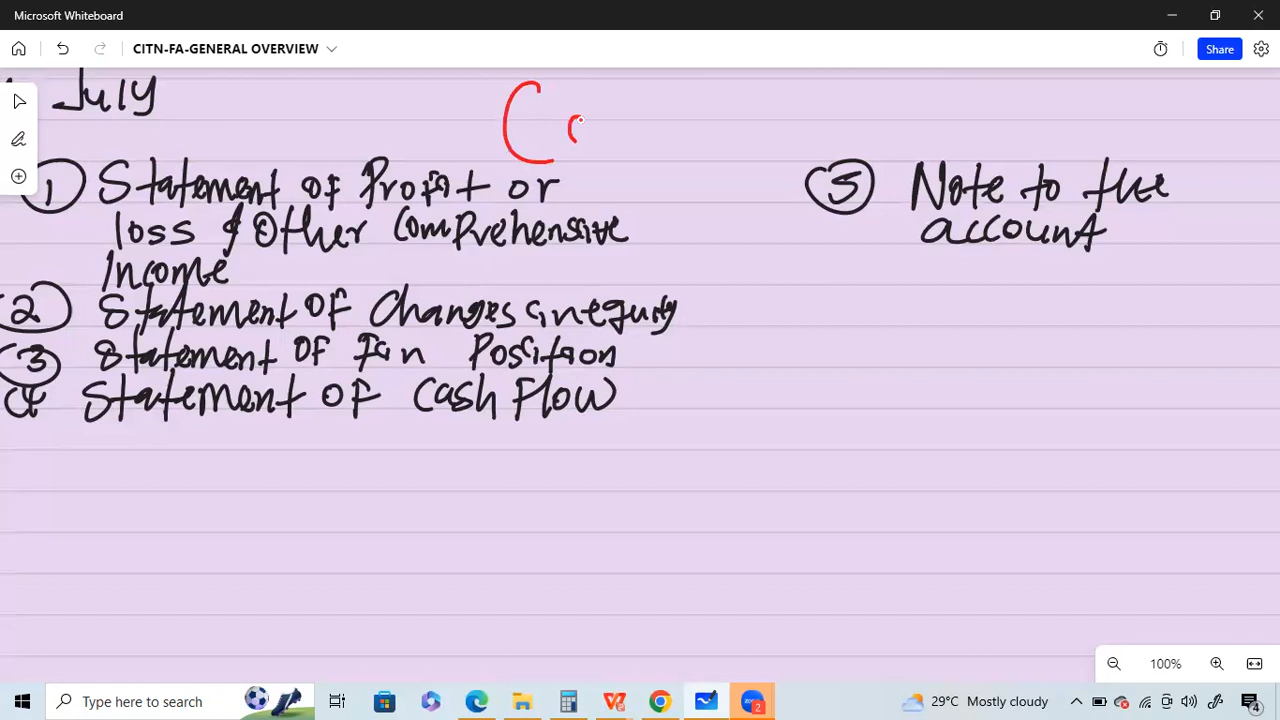 Microsoft Whiteboard
CITN-FA-GENERAL OVERVIEW
Share
July
C
1 Statement of Profit or
loss & Other Comprehensive
Income
2 Statement Of Changes in equity
3 Statement OF Fin Position
4 Statement OF Cash Flow
5 Note to the
account
100%
Type here to search
29°C Mostly cloudy
2
4